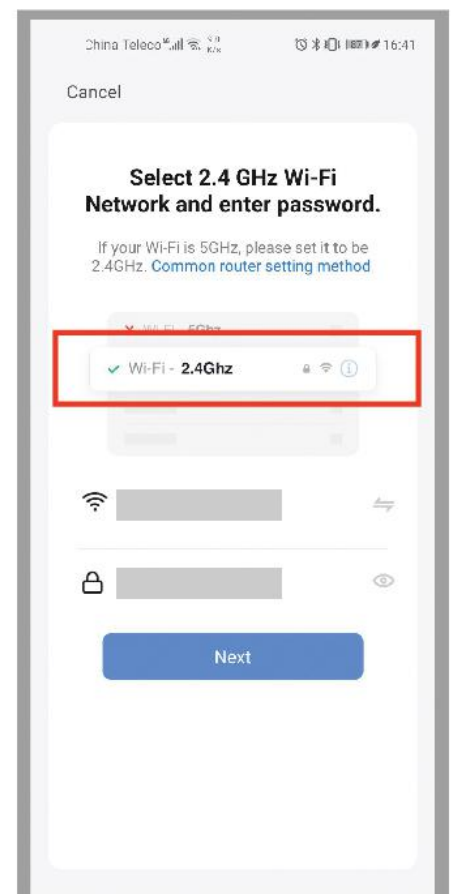 China Teleco
16:41
Cancel
Select 2.4 GHz Wi-Fi
Network and enter password.
If your Wi-Fi is 5GHz, please set it to be
2.4GHz. Common router setting method
Wi-Fi - 5Ghz
Wi-Fi - 2.4Ghz
Next